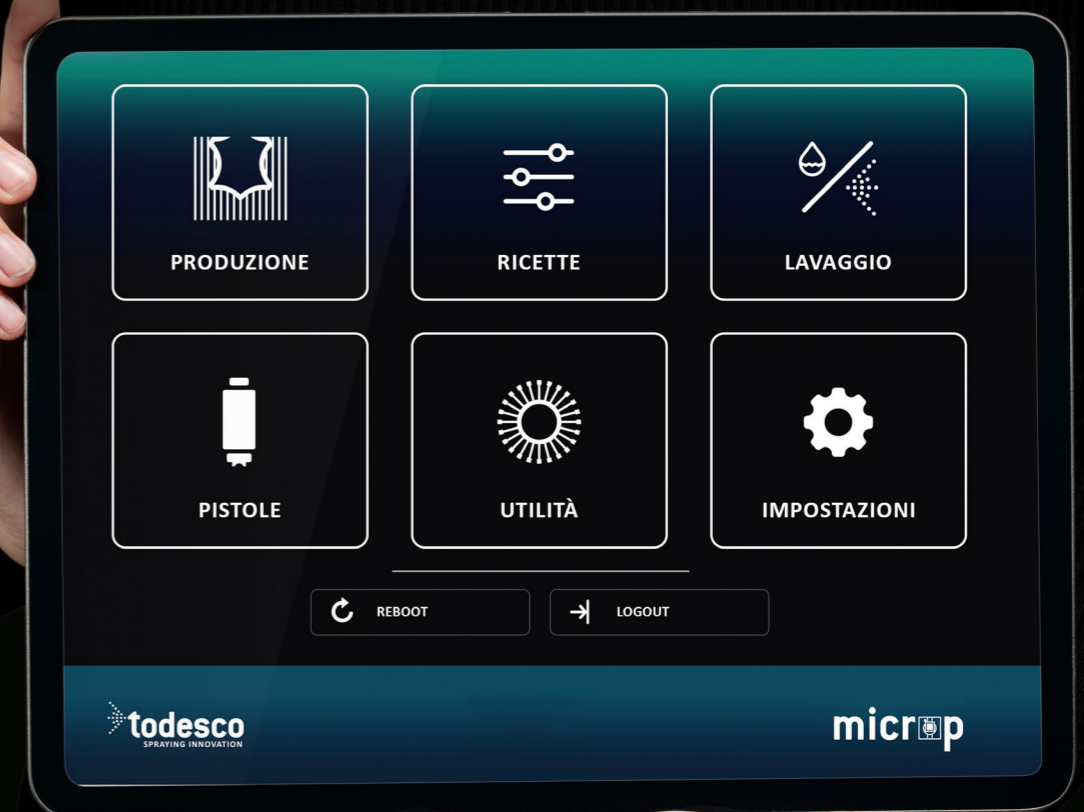 PRODUZIONE
RICETTE
LAVAGGIO
PISTOLE
UTILITÀ
IMPOSTAZIONI
REBOOT
LOGOUT
todesco
SPRAYING INNOVATION
microp